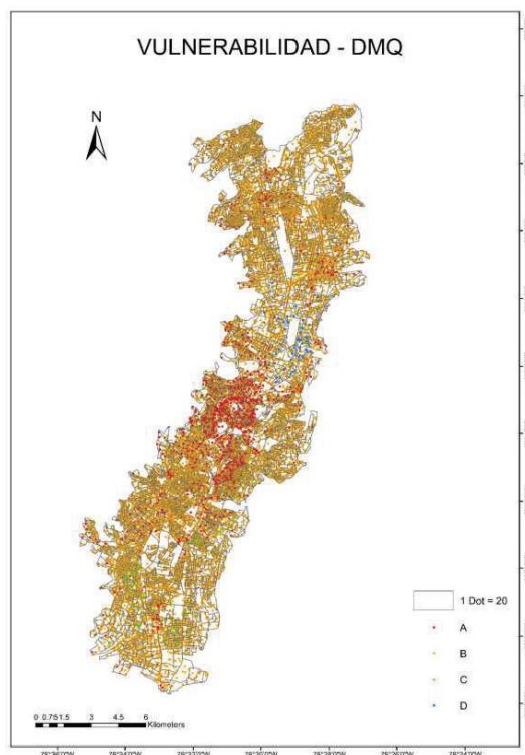 VULNERABILIDAD - DMQ
N
1 Dot = 20
A
B
C
D
0 0.75 1.5 3 4.5 6
Kilometers